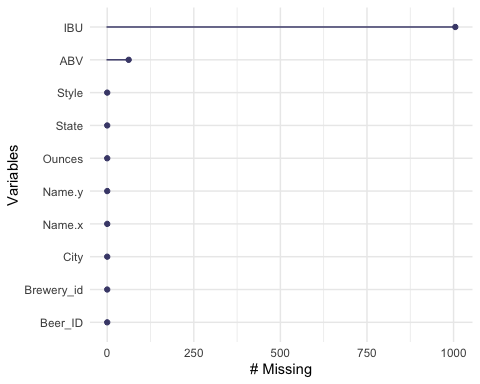 IBU
ABV
Style
State
Ounces
Name.y
Name.x
City
Brewery_id
Beer_ID
Variables
0 250 500 750 1000
# Missing